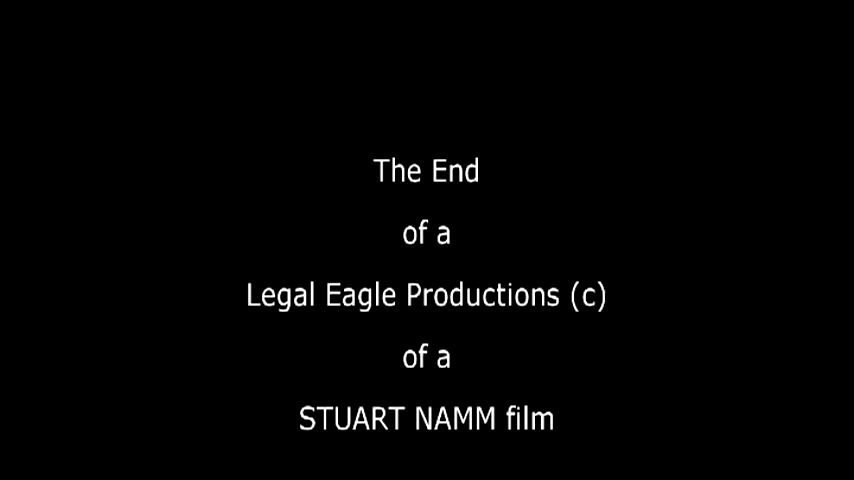 The End
of a
Legal Eagle Productions (c)
of a
STUART NAMM film